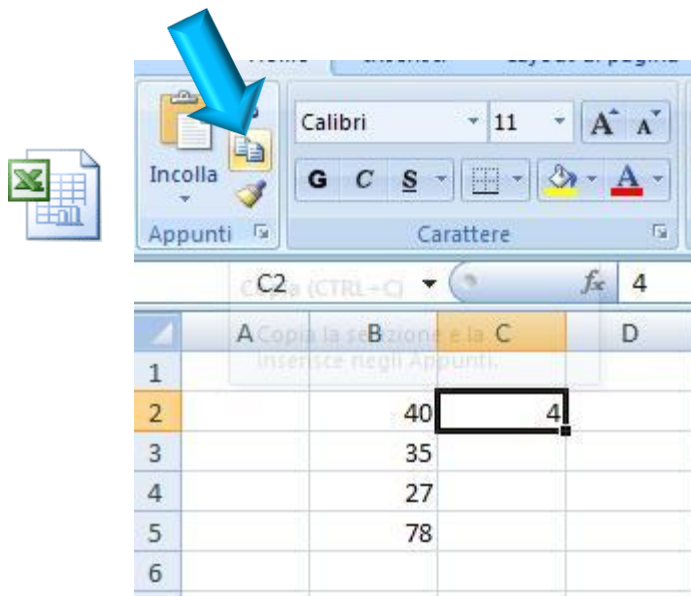 Calibri 11 A A
Incolla
G C S A
Appunti Carattere
C2 fx 4
Copia (CTRL+C)
A B C D
Copia la selezione e la
inserisce negli Appunti.
1
2 40 4
3 35
4 27
5 78
6